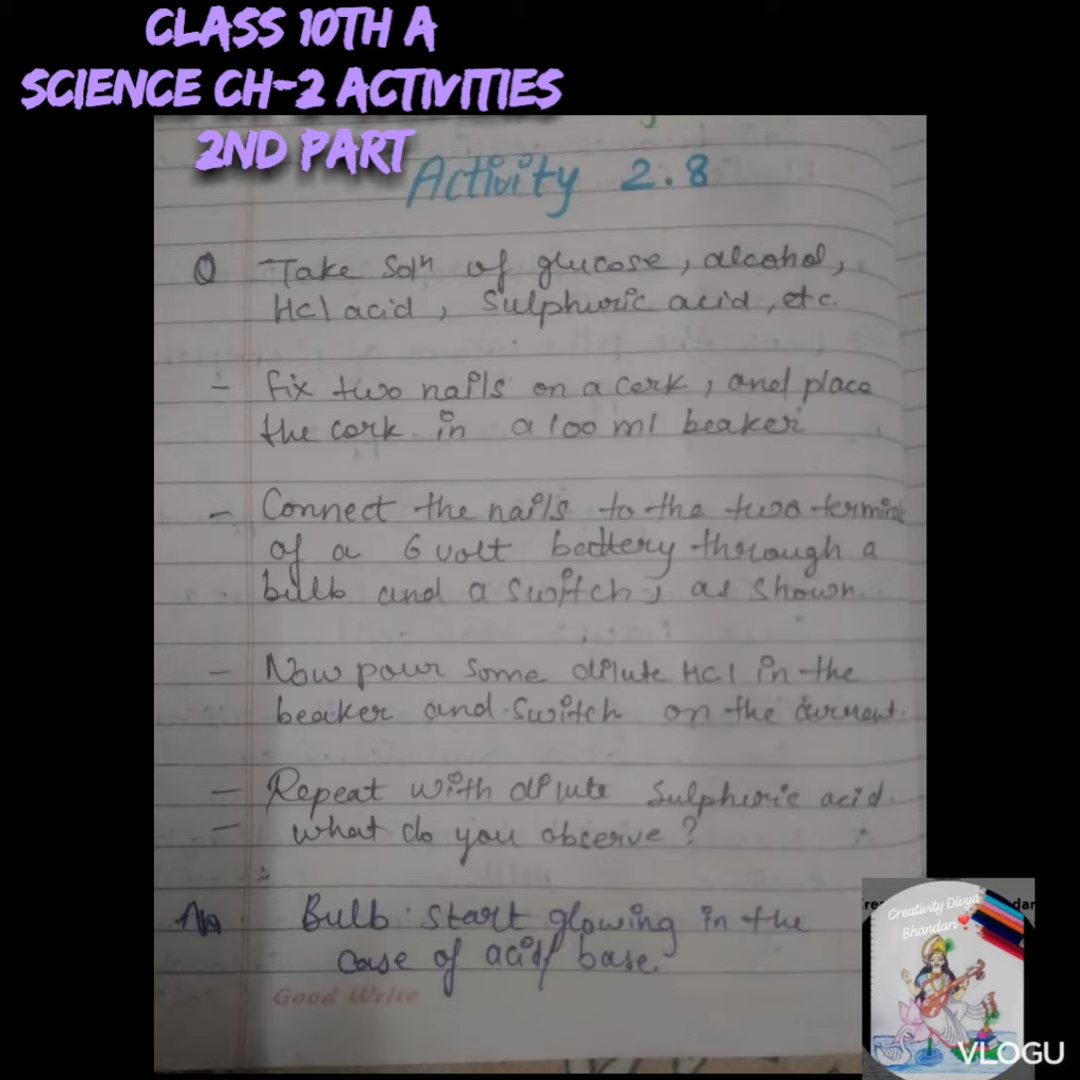 CLASS 10TH A
SCIENCE CH-2 ACTIVITIES
2ND PART
Activity 2.8
Q Take Soln of glucose, alcohol,
Hcl acid, Sulphuric acid, etc.
- fix two nails on a cork, and place
the cork in a 100 ml beaker
- Connect the nails to the two terminal
of a 6 volt battery through a
bulb and a switch, as shown.
- Now pour some dilute HCl in the
beaker and switch on the current.
- Repeat with dilute Sulphuric acid.
- what do you observe?
Ans Bulb start glowing in the
case of acid/ base.
Good Write
Creativity Divya
Bhandari
VLOGU